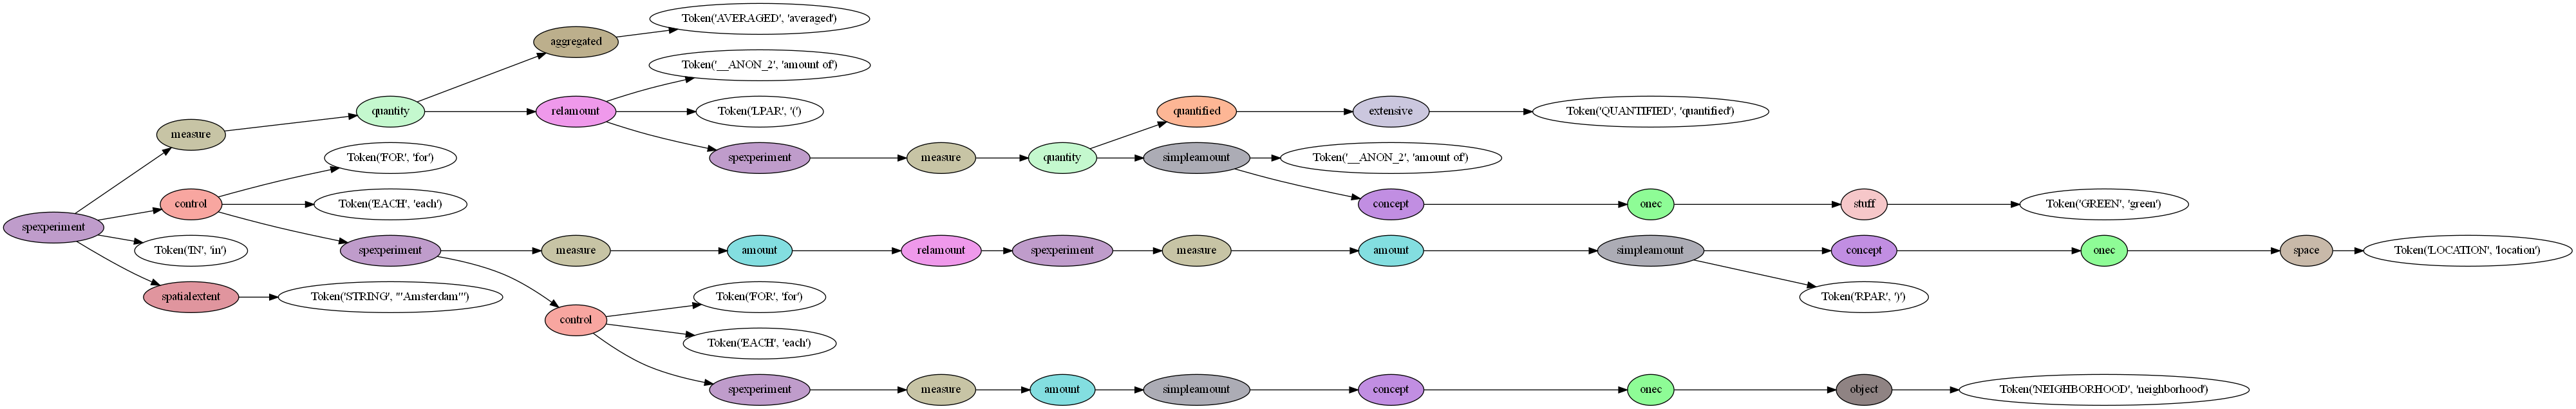 Token('AVERAGED', 'averaged')
aggregated
Token('__ANON_2', 'amount of')
measure quantity relamount Token('LPAR', '(') quantified extensive Token('QUANTIFIED', 'quantified')
Token('FOR', 'for') spexperiment measure quantity simpleamount Token('__ANON_2', 'amount of')
control Token('EACH', 'each') concept onec stuff Token('GREEN', 'green')
spexperiment
Token('IN', 'in') spexperiment measure amount relamount spexperiment measure amount simpleamount concept onec space Token('LOCATION', 'location')
spatialextent Token('STRING', "'Amsterdam'") Token('FOR', 'for') Token('RPAR', ')')
control
Token('EACH', 'each')
spexperiment measure amount simpleamount concept onec object Token('NEIGHBORHOOD', 'neighborhood')